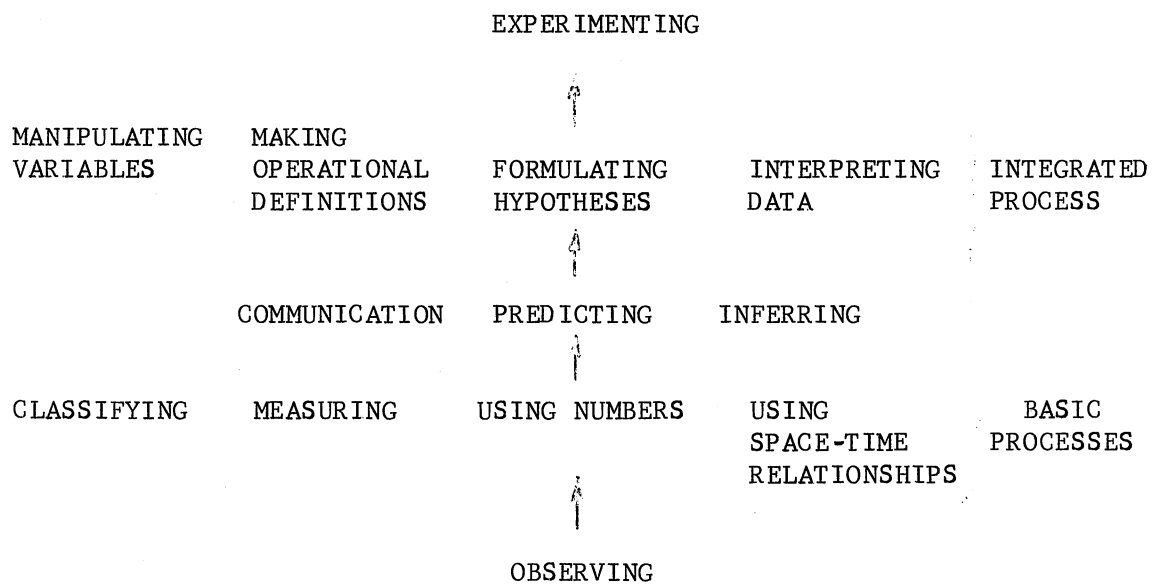 EXPERIMENTING
MANIPULATING MAKING
VARIABLES OPERATIONAL FORMULATING INTERPRETING INTEGRATED
DEFINITIONS HYPOTHESES DATA PROCESS
COMMUNICATION PREDICTING INFERRING
CLASSIFYING MEASURING USING NUMBERS USING BASIC
SPACE-TIME PROCESSES
RELATIONSHIPS
OBSERVING